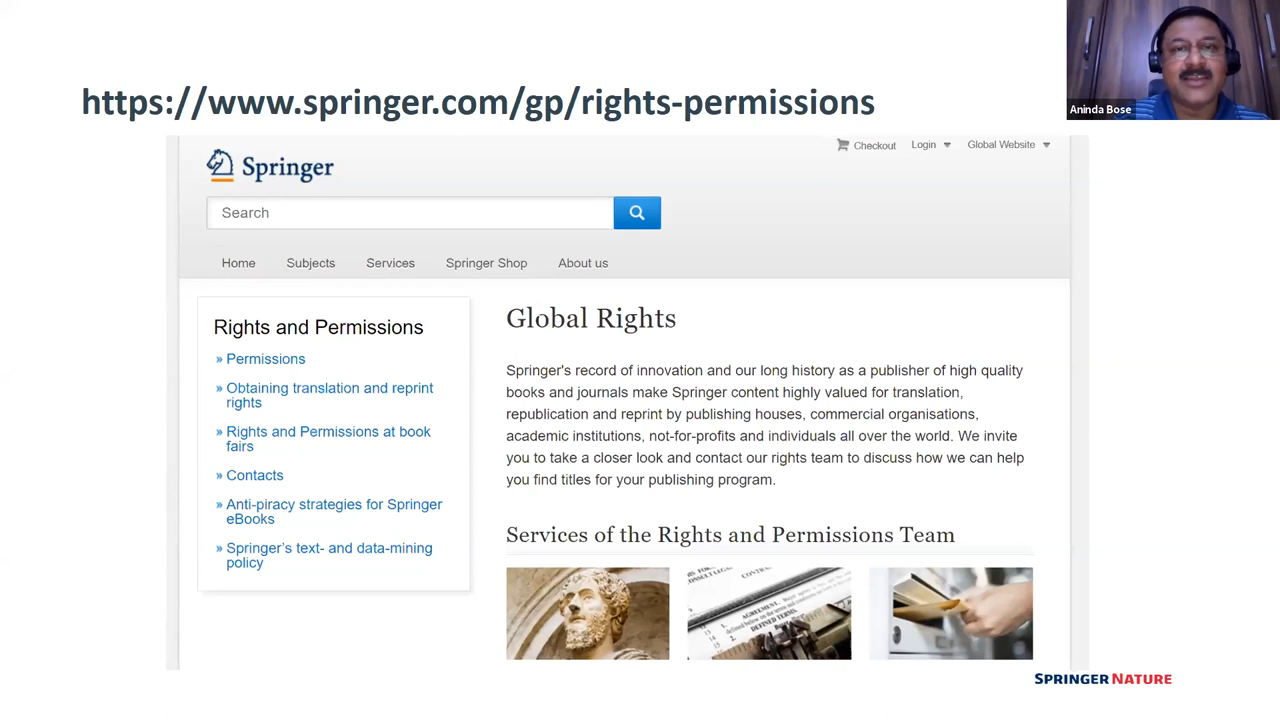 https://www.springer.com/gp/rights-permissions
Aninda Bose
Springer
Checkout Login Global Website
Search
Home Subjects Services Springer Shop About us
Rights and Permissions
» Permissions
» Obtaining translation and reprint
rights
» Rights and Permissions at book
fairs
» Contacts
» Anti-piracy strategies for Springer
eBooks
» Springer’s text- and data-mining
policy
Global Rights
Springer's record of innovation and our long history as a publisher of high quality
books and journals make Springer content highly valued for translation,
republication and reprint by publishing houses, commercial organisations,
academic institutions, not-for-profits and individuals all over the world. We invite
you to take a closer look and contact our rights team to discuss how we can help
you find titles for your publishing program.
Services of the Rights and Permissions Team
AGREEMENT.
DEFINED TERMS.
SPRINGER NATURE